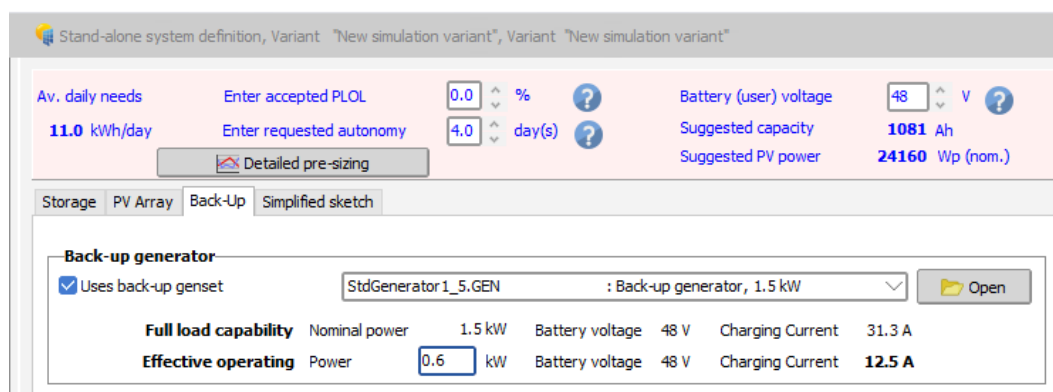 Stand-alone system definition, Variant "New simulation variant", Variant "New simulation variant"
Av. daily needs Enter accepted PLOL 0.0 % ? Battery (user) voltage 48 V ?
11.0 kWh/day Enter requested autonomy 4.0 day(s) ? Suggested capacity 1081 Ah
Detailed pre-sizing Suggested PV power 24160 Wp (nom.)
Storage PV Array Back-Up Simplified sketch
Back-up generator
Uses back-up genset StdGenerator1_5.GEN : Back-up generator, 1.5 kW Open
Full load capability Nominal power 1.5 kW Battery voltage 48 V Charging Current 31.3 A
Effective operating Power 0.6 kW Battery voltage 48 V Charging Current 12.5 A